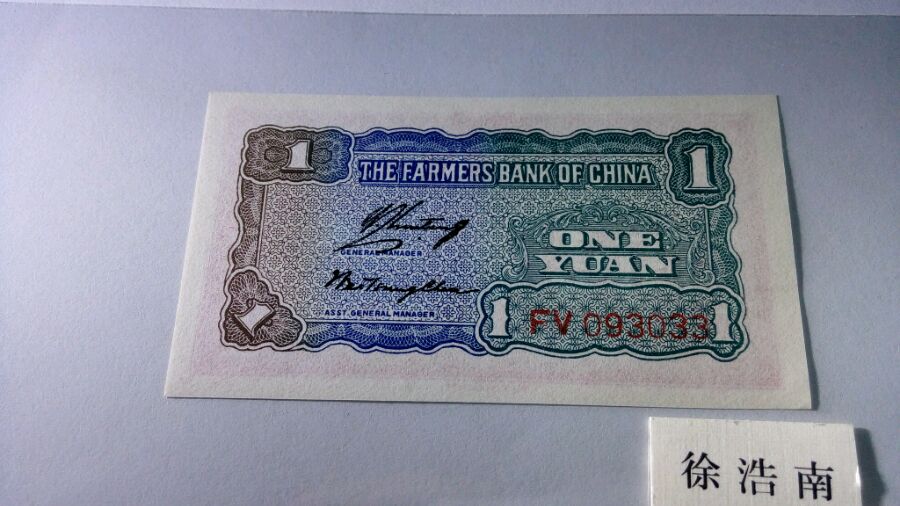 1
THE FARMERS BANK OF CHINA
1
GENERAL MANAGER
ONE
YUAN
ASST. GENERAL MANAGER
1
1 FV 093033 1
徐浩南